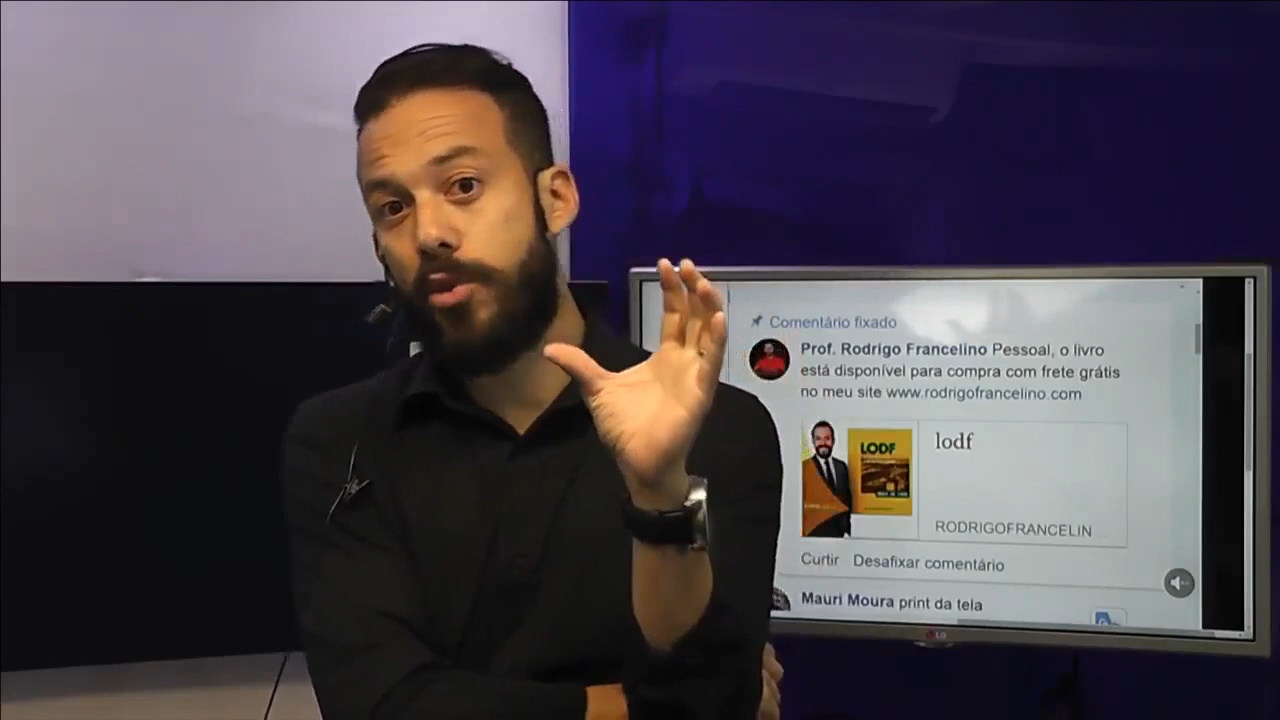 Comentário fixado
Prof. Rodrigo Francelino Pessoal, o livro
está disponível para compra com frete grátis
no meu site www.rodrigofrancelino.com
LODF
lodf
RODRIGOFRANCELIN
Curtir Desafixar comentário
Mauri Moura print da tela
LG